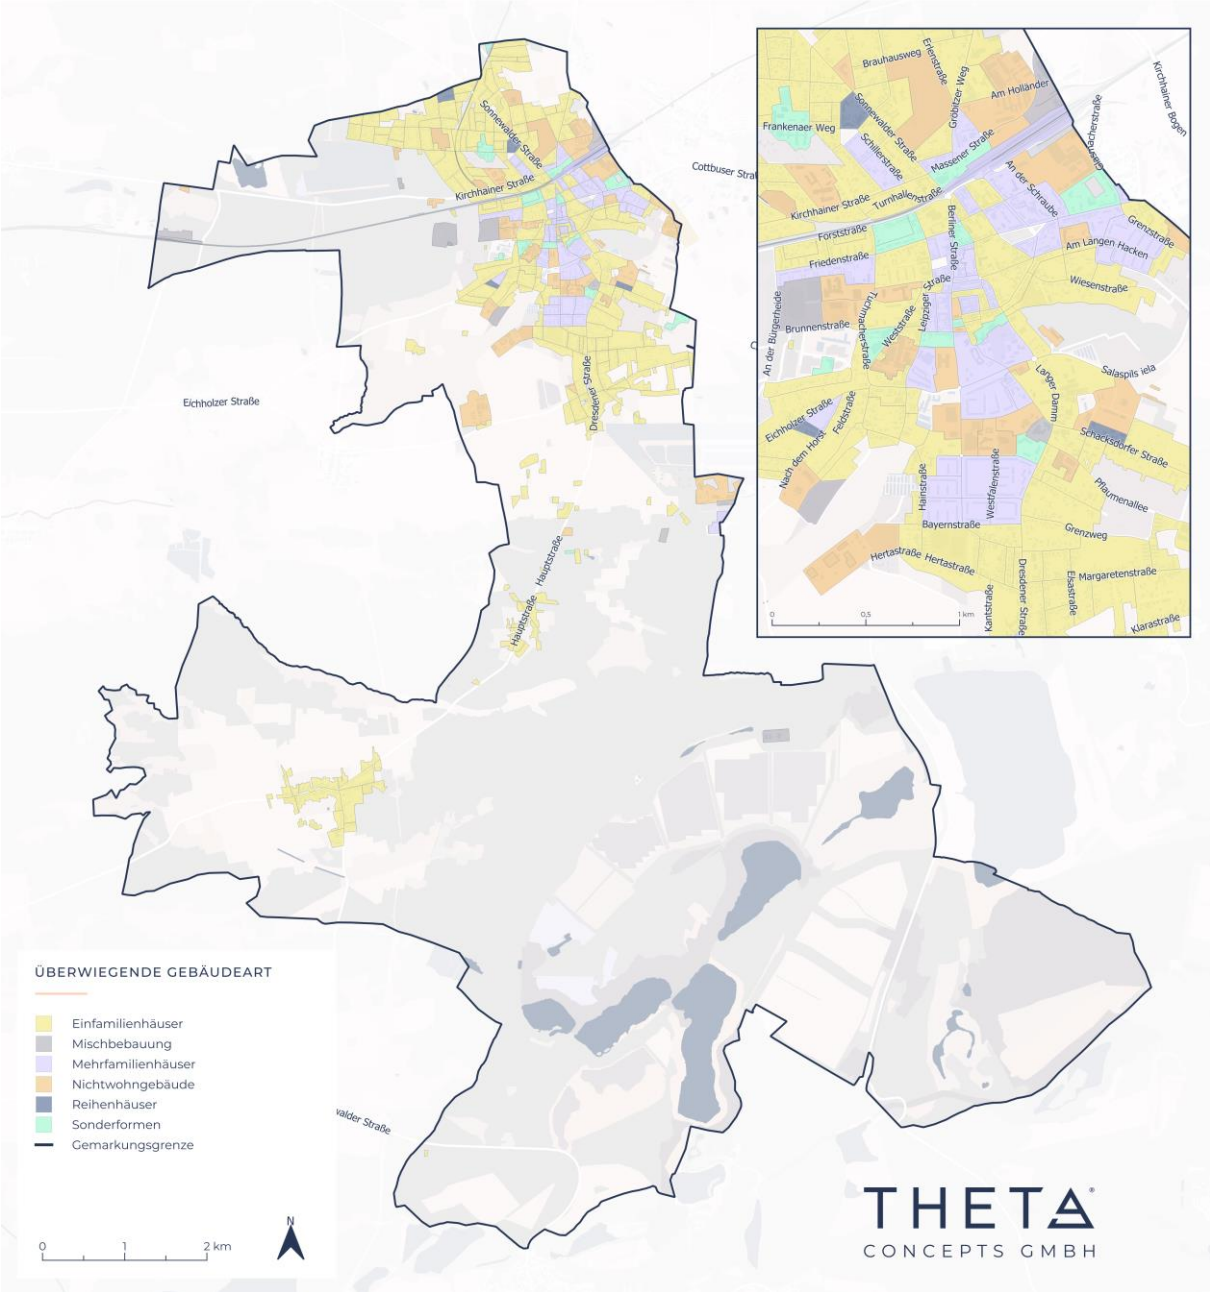 Sonnewalder Straße
Kirchhainer Straße
Cottbuser Straß
Dresdener Straße
Eichholzer Straße
Hauptstraße
Hauptstraße
walder Straße
Brauhausweg
Erlenstraße
Gröbitzer Weg
Am Holländer
Kirchhainer Bogen
Frankenaer Weg
Sonnewalder Straße
Schillerstraße
Massener Straße
An der Schraube
Kirchhainer Straße
Turnhallenstraße
Forststraße
Berliner Straße
Grenzstraße
Am Langen Hacken
Friedenstraße
Wiesenstraße
Straße
Leipziger
An der Bürgerheide
Brunnenstraße
Tuchmacherstraße
Weststraße
Salaspils iela
Langer Damm
Eichholzer Straße
Feldstraße
Nach dem Horst
Schacksdorfer Straße
Pflaumenallee
Hainstraße
Westfalenstraße
Bayernstraße
Grenzweg
Hertastraße
Hertastraße
Margaretenstraße
Elsastraße
Dresdener Straße
Kantstraße
Klarastraße
0 0,5 1 km
ÜBERWIEGENDE GEBÄUDEART
Einfamilienhäuser
Mischbebauung
Mehrfamilienhäuser
Nichtwohngebäude
Reihenhäuser
Sonderformen
Gemarkungsgrenze
N
0 1 2 km
THETA®
CONCEPTS GMBH